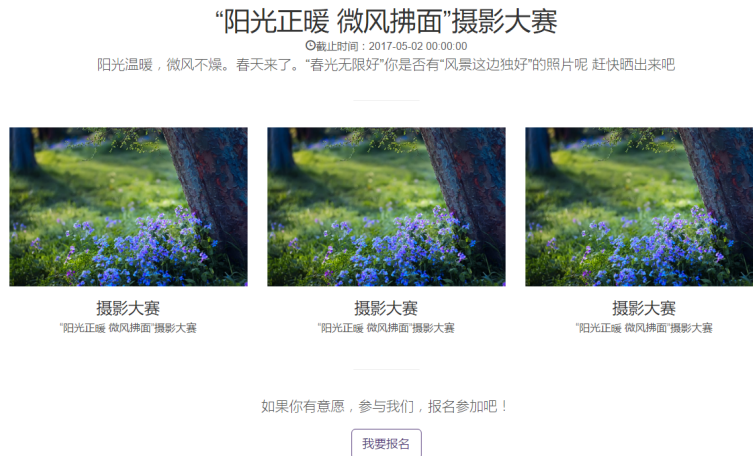 “阳光正暖 微风拂面”摄影大赛
截止时间：2017-05-02 00:00:00
阳光温暖，微风不燥。春天来了。“春光无限好”你是否有“风景这边独好”的照片呢 赶快晒出来吧
摄影大赛
“阳光正暖 微风拂面”摄影大赛
摄影大赛
“阳光正暖 微风拂面”摄影大赛
摄影大赛
“阳光正暖 微风拂面”摄影大赛
如果你有意愿，参与我们，报名参加吧！
我要报名